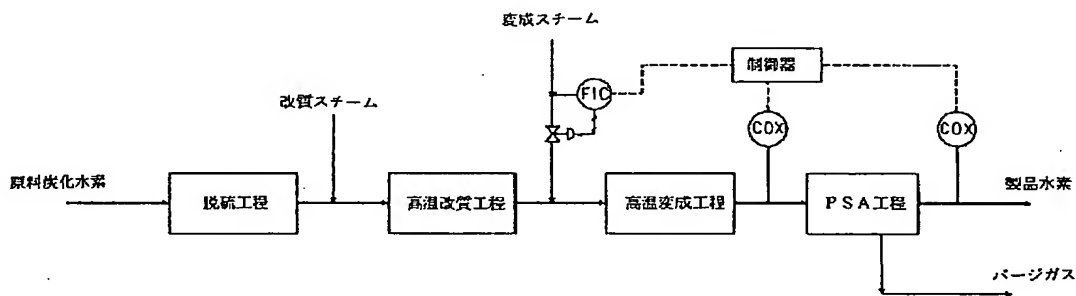 変成スチーム
制御器
FIC
改質スチーム
COX
COX
原料炭化水素
製品水素
脱硫工程
高温改質工程
高温変成工程
PSA工程
パージガス